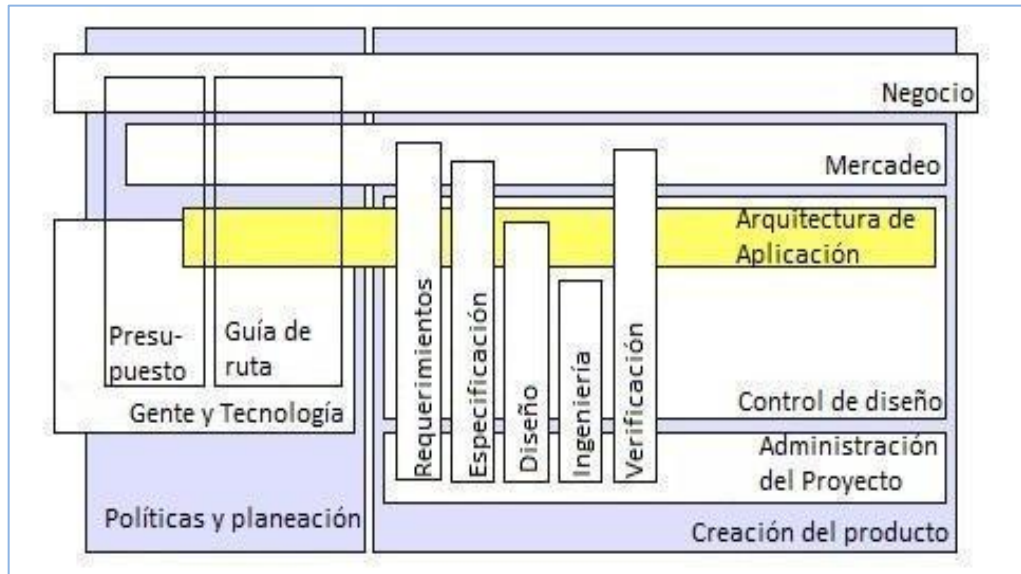 Negocio
Mercadeo
Arquitectura de
Aplicación
Presu-
puesto
Guía de
ruta
Gente y Tecnología
Requerimientos
Especificación
Diseño
Ingeniería
Verificación
Control de diseño
Administración
del Proyecto
Políticas y planeación
Creación del producto